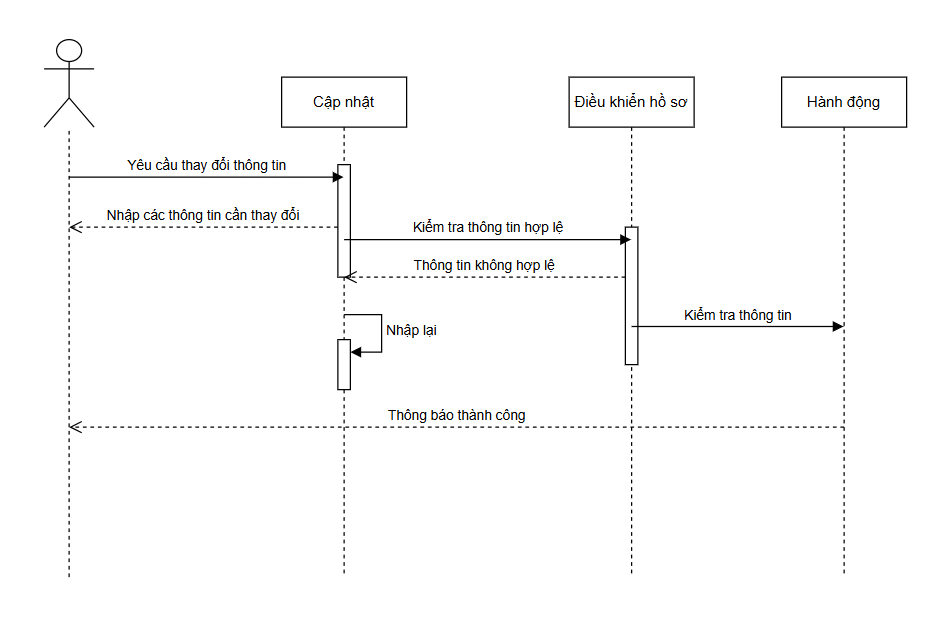 Cập nhật
Điều khiển hồ sơ
Hành động
Yêu cầu thay đổi thông tin
Nhập các thông tin cần thay đổi
Kiểm tra thông tin hợp lệ
Thông tin không hợp lệ
Kiểm tra thông tin
Nhập lại
Thông báo thành công